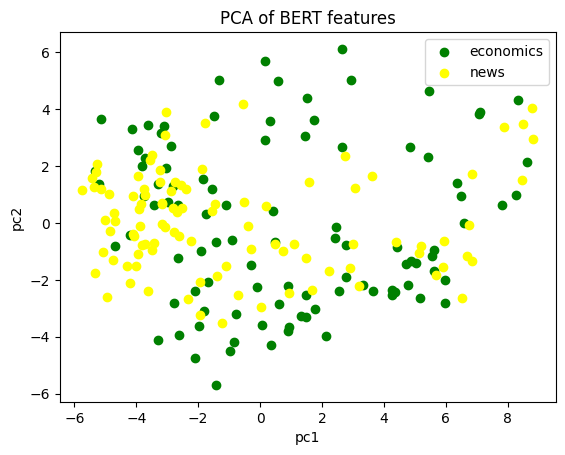 PCA of BERT features
economics
news
pc2
6
4
2
0
−2
−4
−6
−6 −4 −2 0 2 4 6 8
pc1